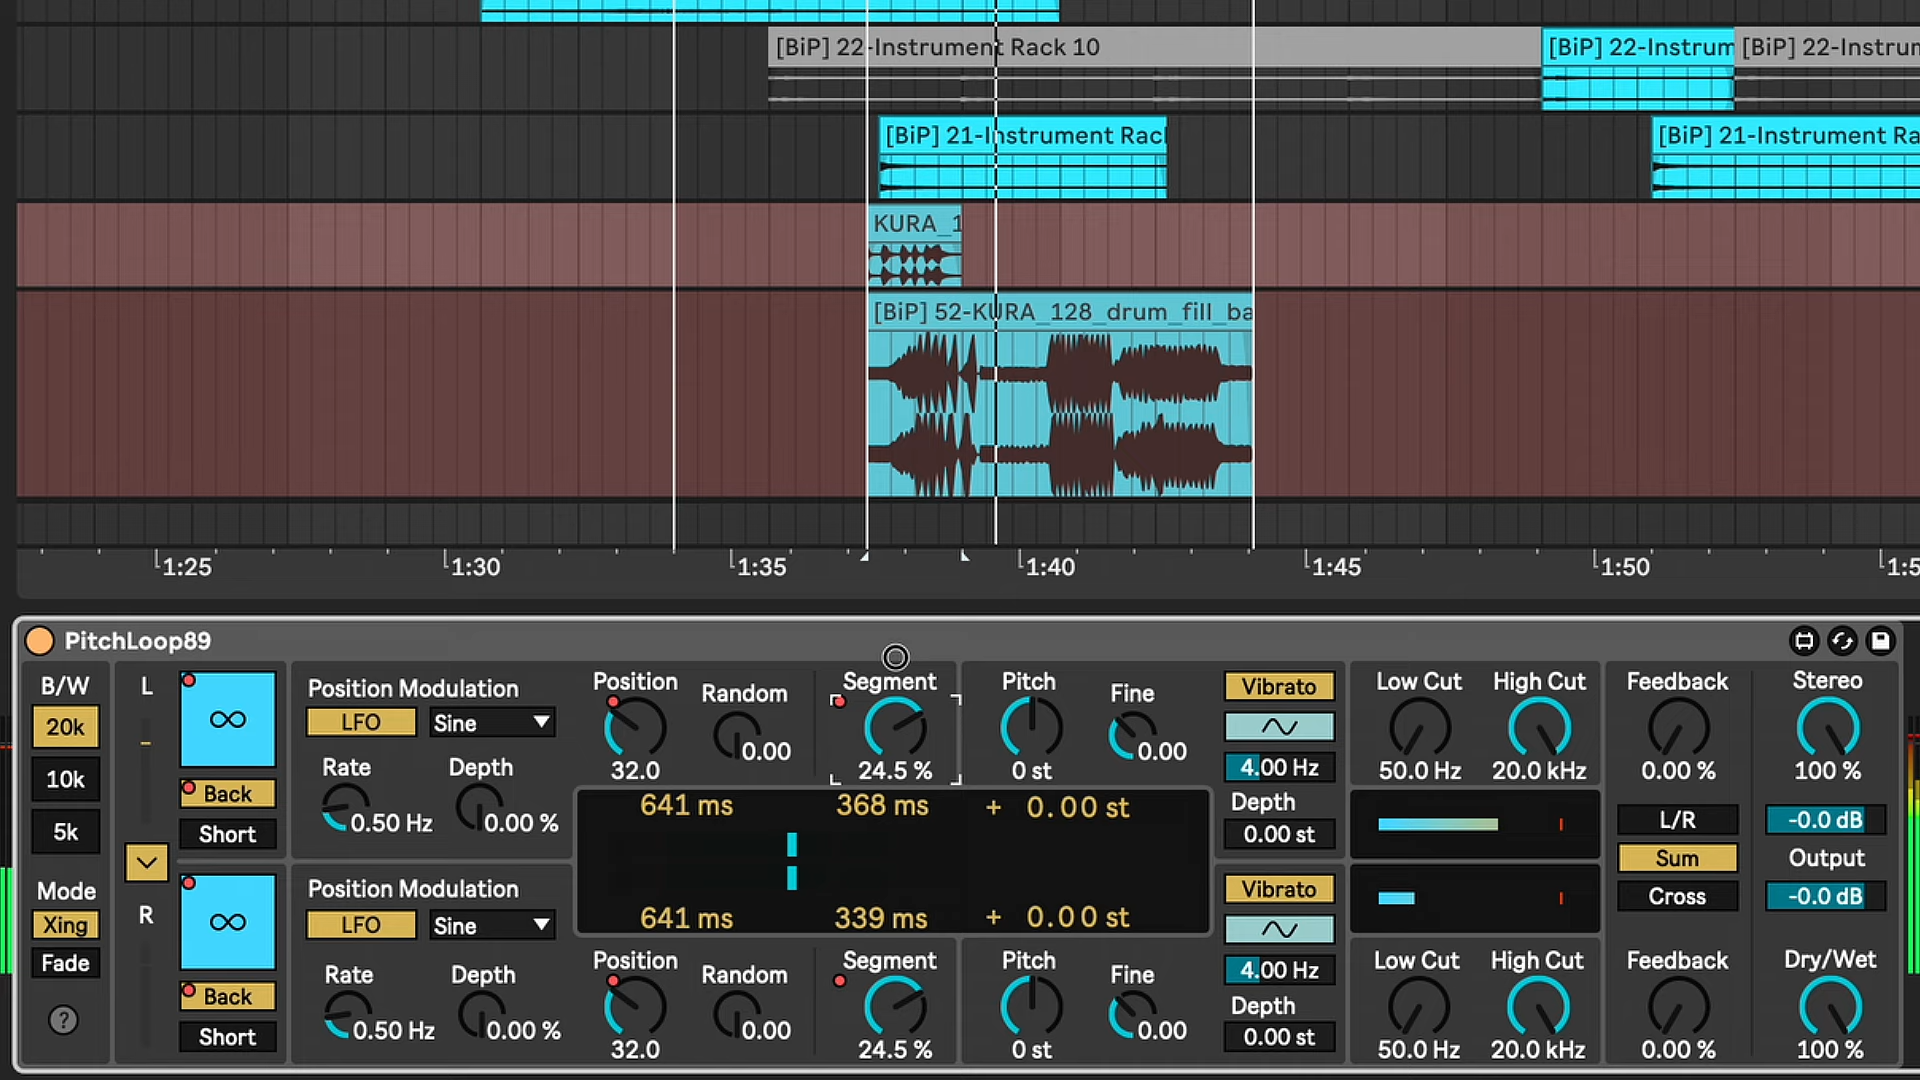 [BiP] 22-Instrument Rack 10
[BiP] 22-Instrum
[BiP] 22-Instrum
[BiP] 21-Instrument Rac
[BiP] 21-Instrument Ra
KURA_1
[BiP] 52-KURA_128_drum_fill_ba
1:25 1:30 1:35 1:40 1:45 1:50 1:5
PitchLoop89
B/W
20k
10k
5k
Mode
Xing
Fade
?
L
∞
Back
Short
R
∞
Back
Short
Position Modulation
LFO Sine
Rate Depth
0.50 Hz 0.00 %
Position Modulation
LFO Sine
Rate Depth
0.50 Hz 0.00 %
Position Random
32.0 0.00
Segment
24.5 %
Pitch Fine
0 st 0.00
641 ms 368 ms + 0.00 st
641 ms 339 ms + 0.00 st
Position Random
32.0 0.00
Segment
24.5 %
Pitch Fine
0 st 0.00
Vibrato
4.00 Hz
Depth
0.00 st
Vibrato
4.00 Hz
Depth
0.00 st
Low Cut High Cut
50.0 Hz 20.0 kHz
Low Cut High Cut
50.0 Hz 20.0 kHz
Feedback
0.00 %
L/R
Sum
Cross
Feedback
0.00 %
Stereo
100 %
-0.0 dB
Output
-0.0 dB
Dry/Wet
100 %